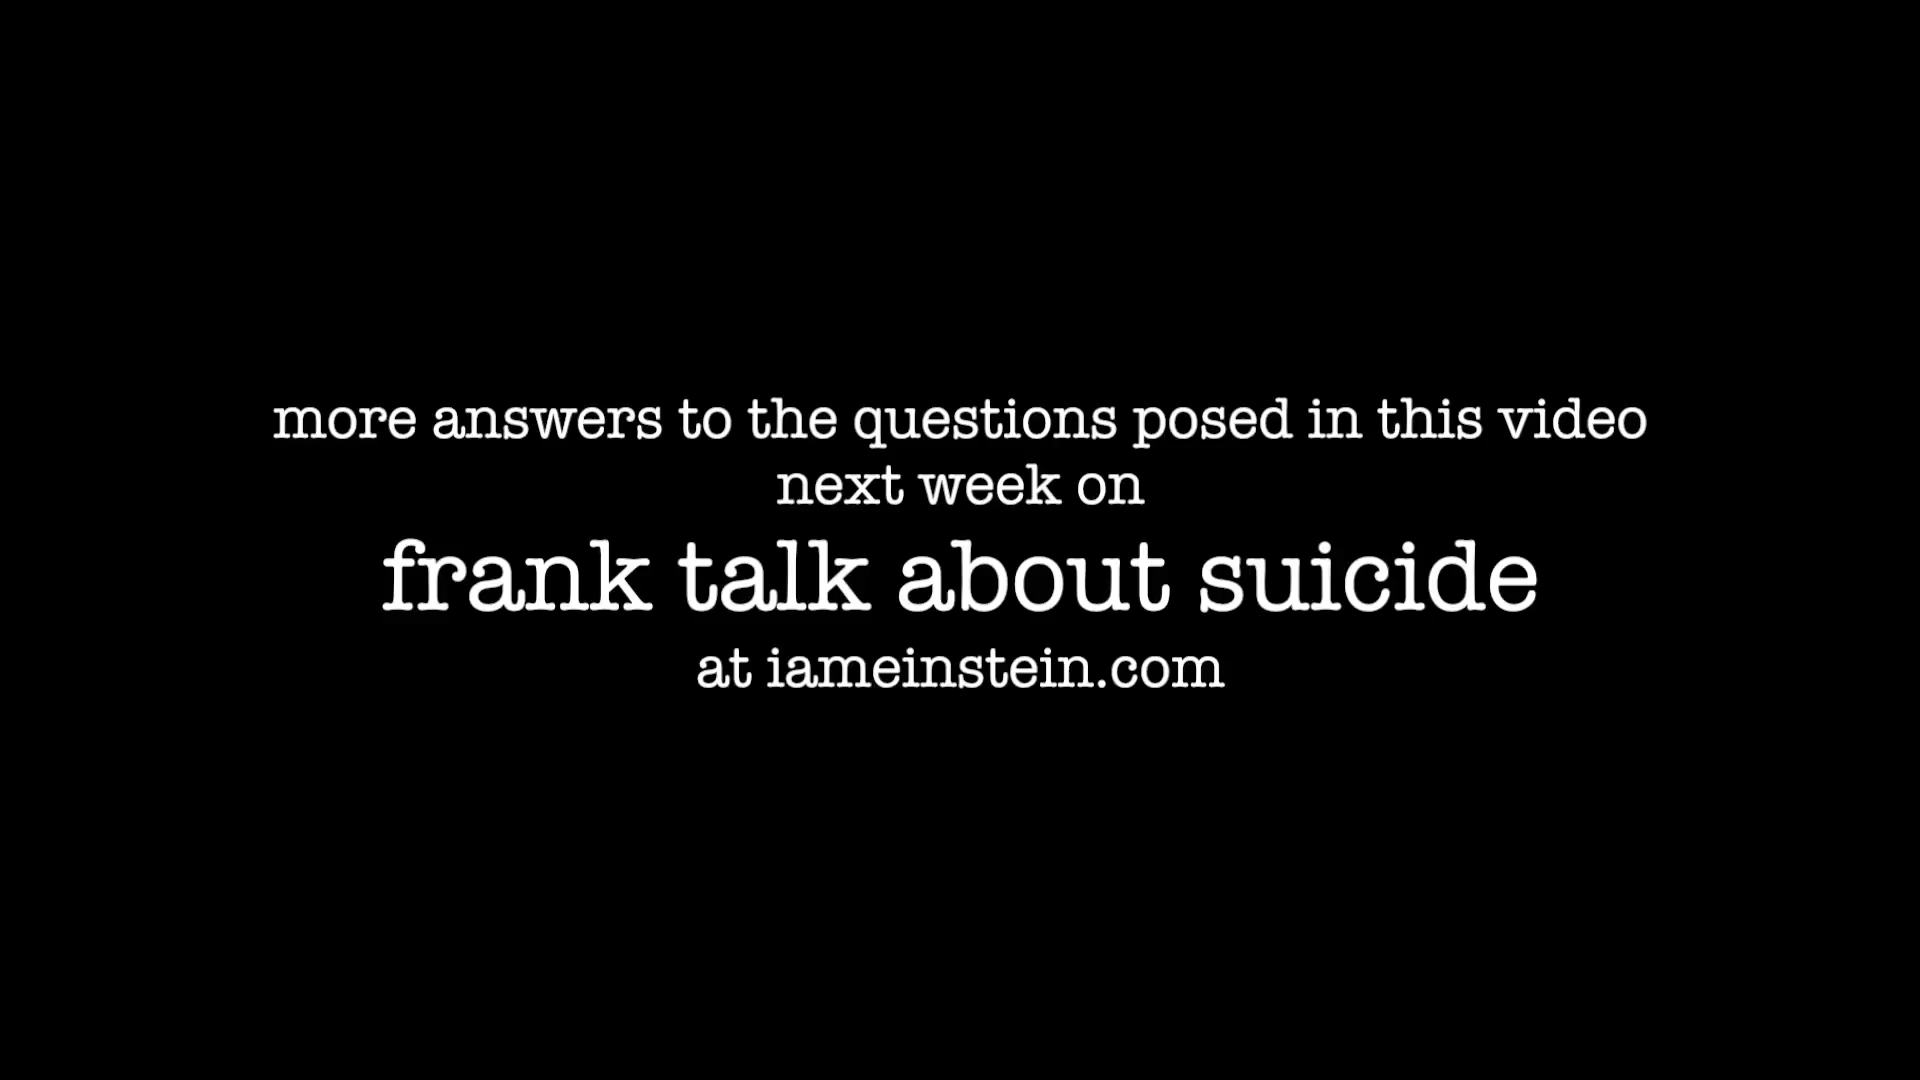 more answers to the questions posed in this video
next week on
frank talk about suicide
at iameinstein.com